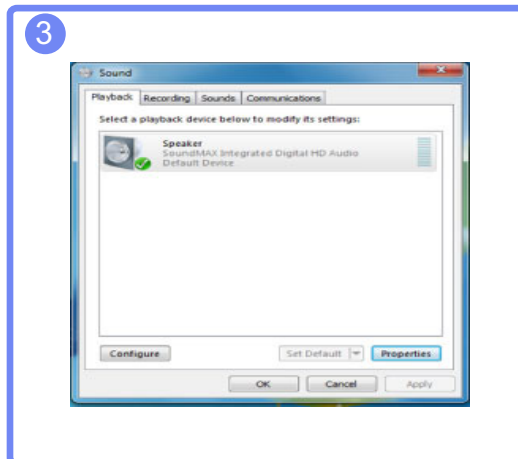 3
Sound
Playback Recording Sounds Communications
Select a playback device below to modify its settings:
Speaker
SoundMAX Integrated Digital HD Audio
Default Device
Configure Set Default Properties
OK Cancel Apply